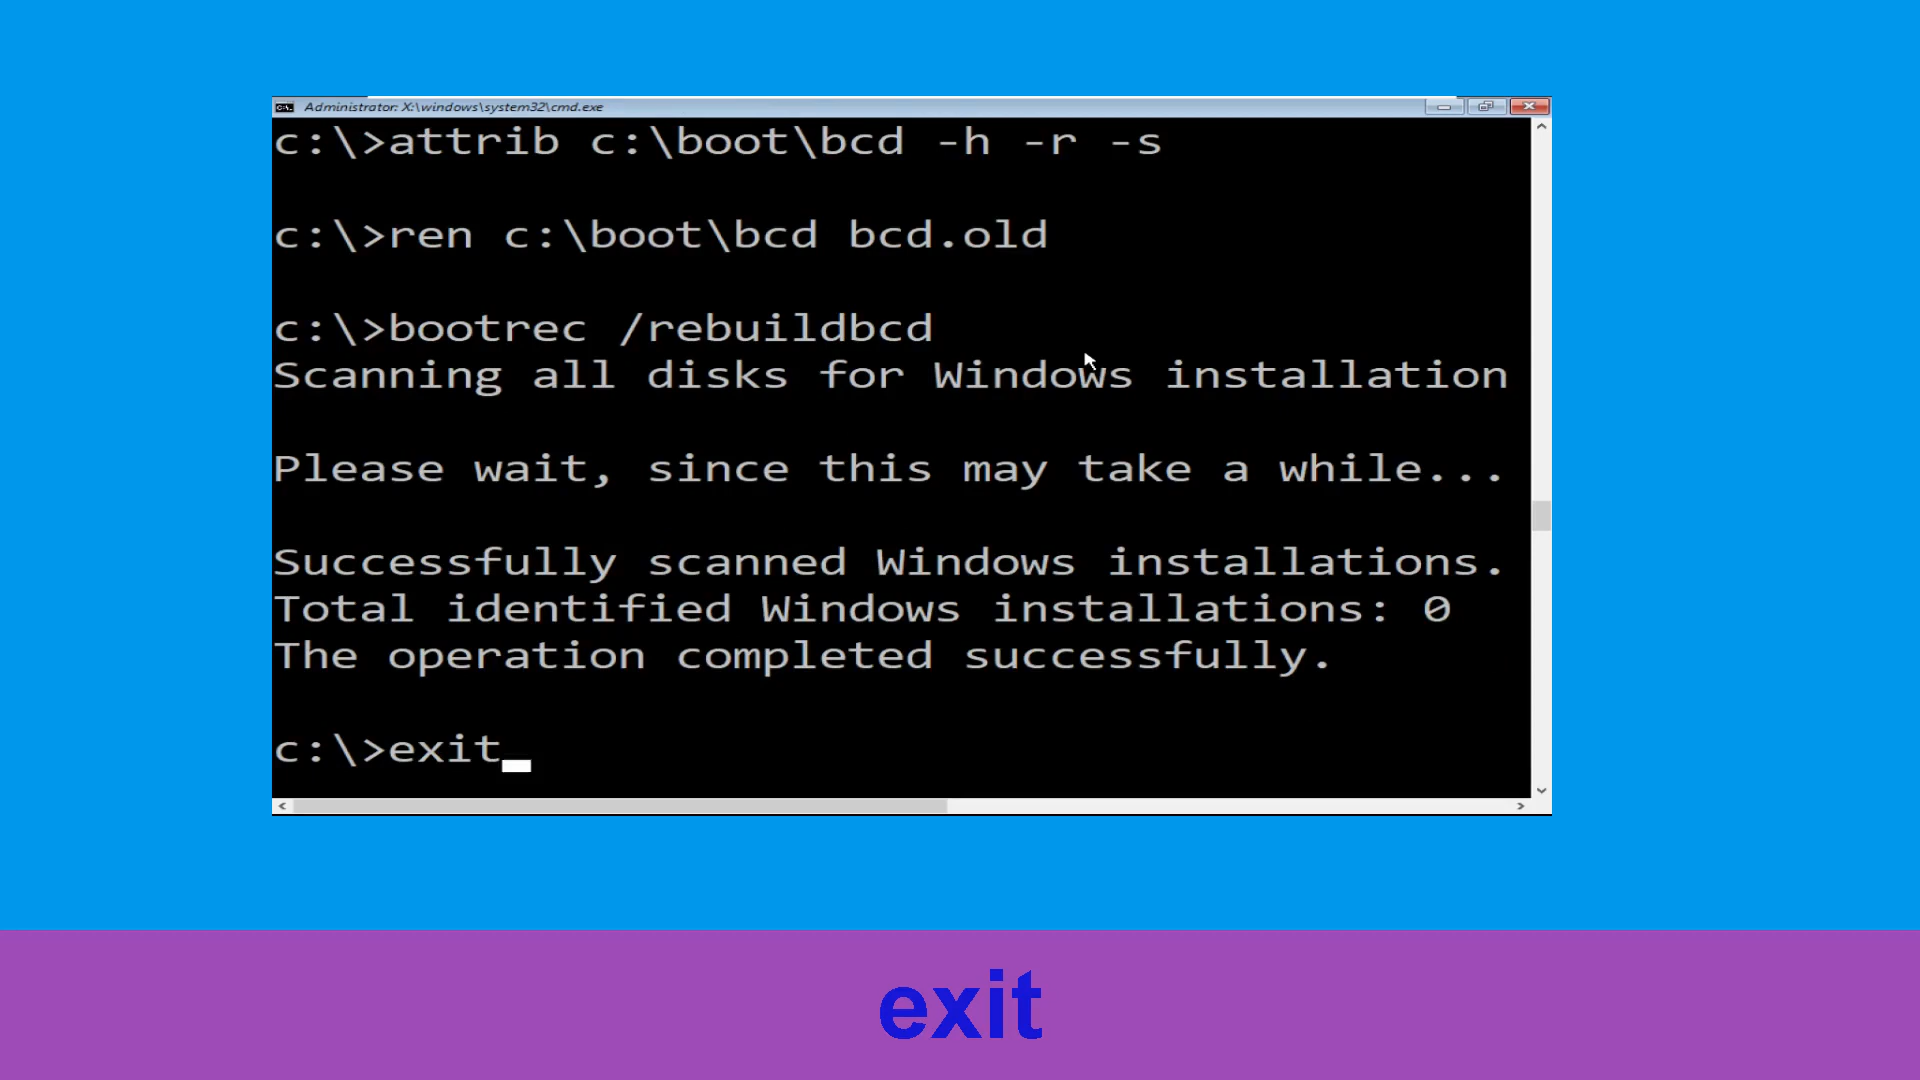 Administrator: X:\windows\system32\cmd.exe
c:\>attrib c:\boot\bcd -h -r -s
c:\>ren c:\boot\bcd bcd.old
c:\>bootrec /rebuildbcd
Scanning all disks for Windows installation
Please wait, since this may take a while...
Successfully scanned Windows installations.
Total identified Windows installations: 0
The operation completed successfully.
c:\>exit
exit